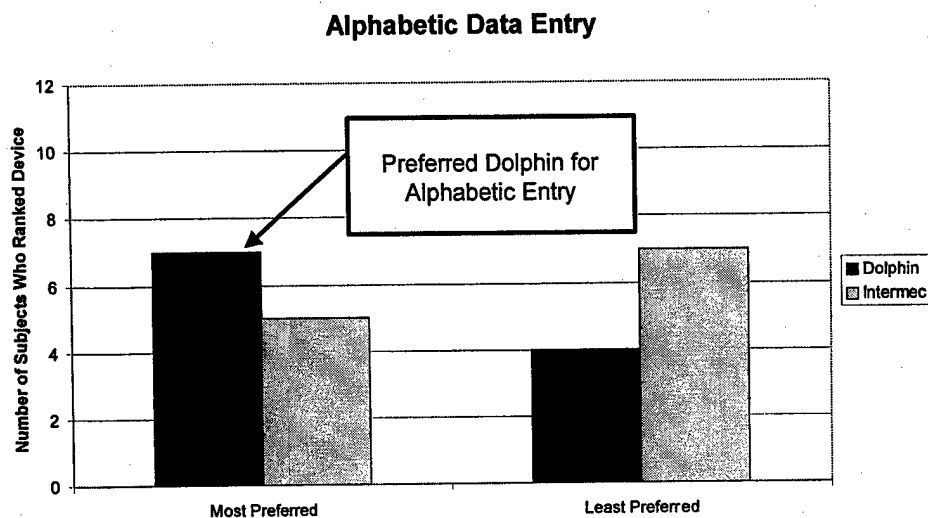 Alphabetic Data Entry
Number of Subjects Who Ranked Device
12
10
8
6
4
2
0
Preferred Dolphin for
Alphabetic Entry
Dolphin
Intermec
Most Preferred
Least Preferred